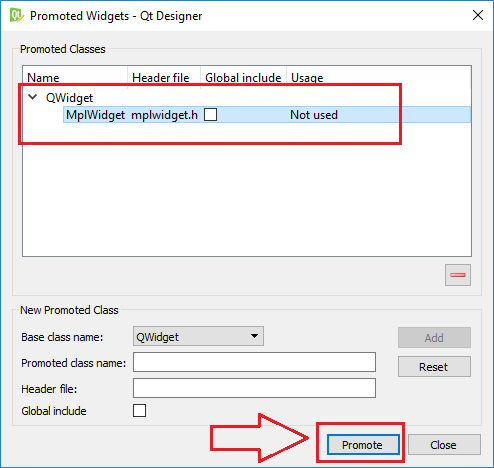 Promoted Widgets - Qt Designer
Promoted Classes
Name Header file Global include Usage
QWidget
MplWidget mplwidget.h Not used
New Promoted Class
Base class name: QWidget Add
Promoted class name: Reset
Header file:
Global include
Promote Close